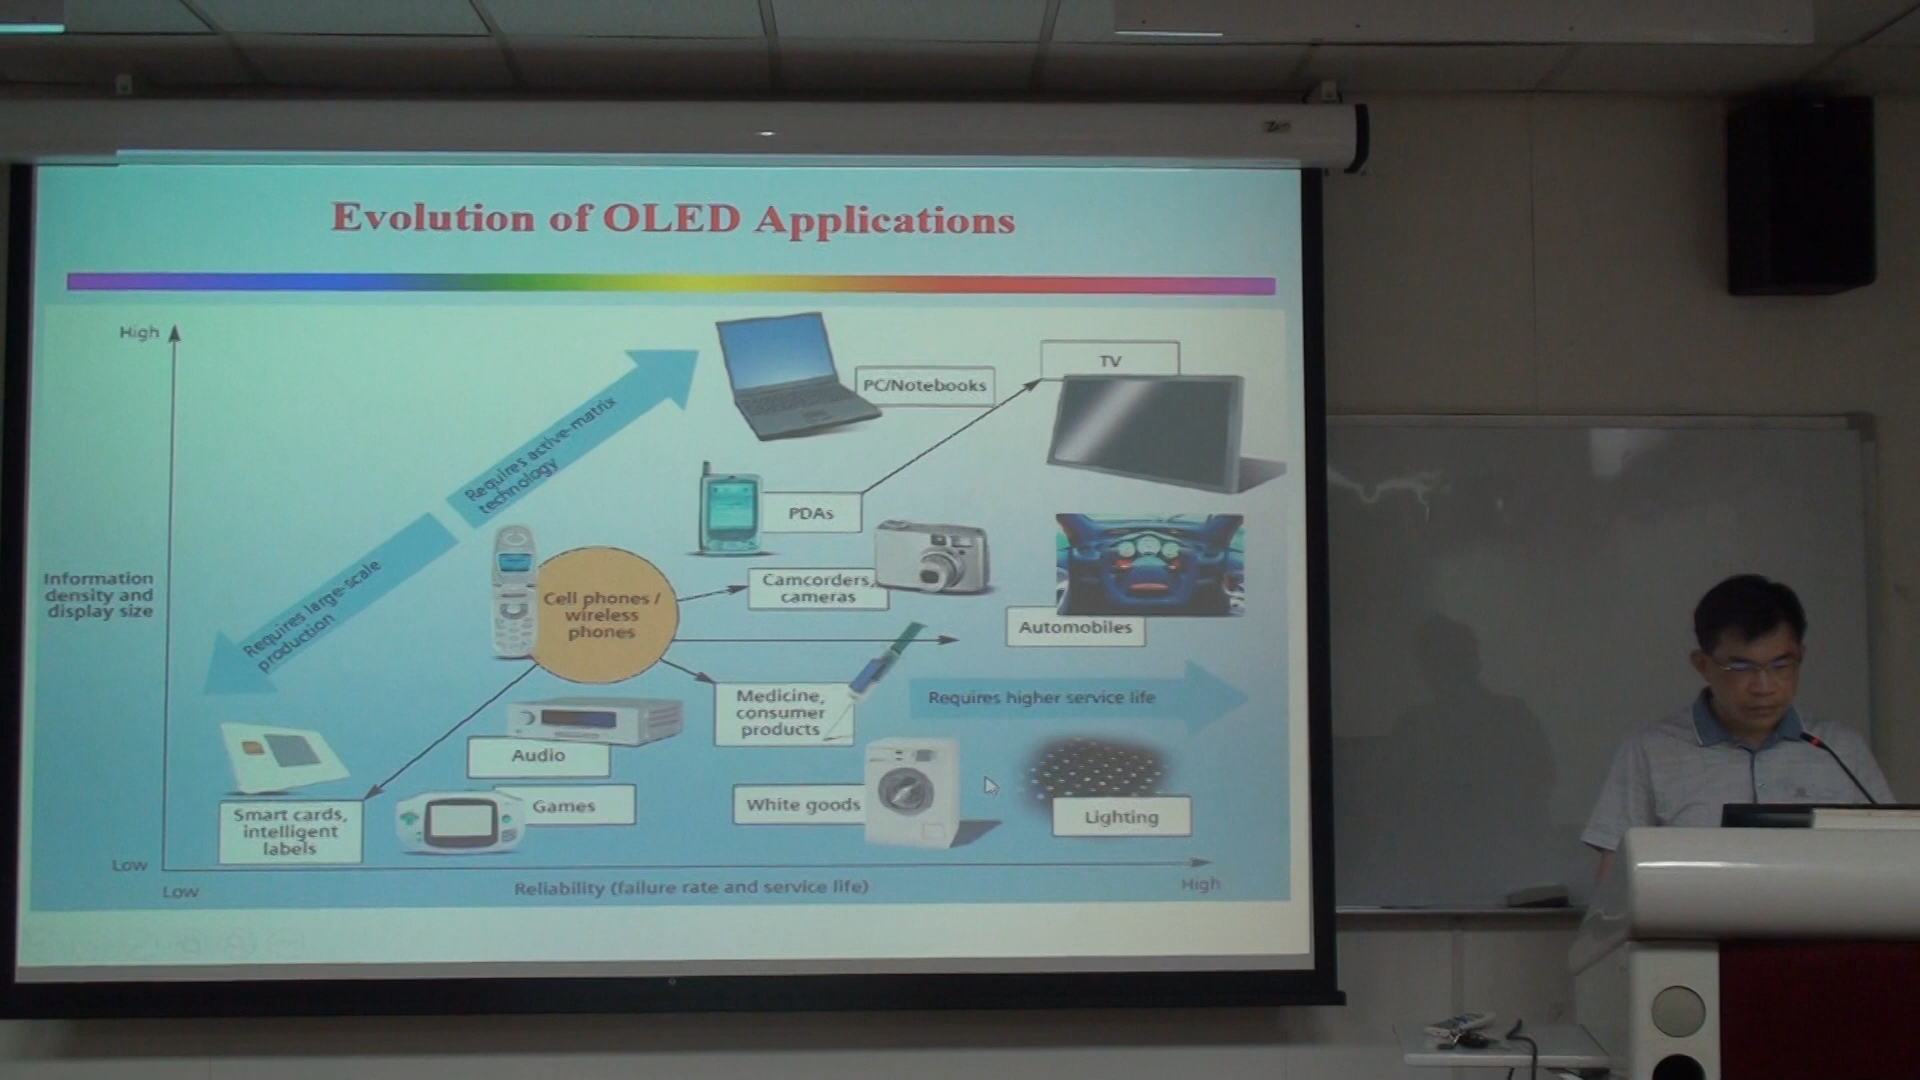 Evolution of OLED Applications
High
TV
PC/Notebooks
Requires active-matrix
technology
PDAs
Information
density and
display size
Requires large-scale
production
Cell phones /
wireless
phones
Camcorders,
cameras
Automobiles
Medicine,
consumer
products
Requires higher service life
Audio
Games
White goods
Lighting
Smart cards,
intelligent
labels
Low
Low
Reliability (failure rate and service life)
High